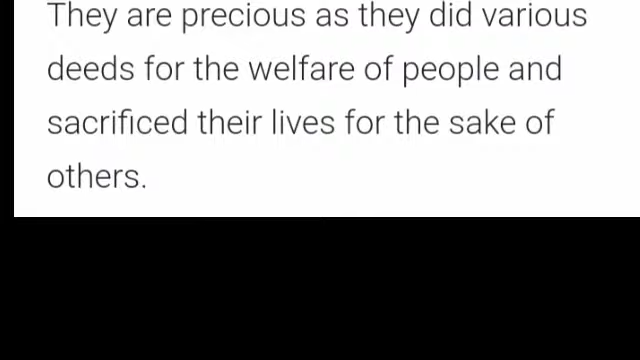 They are precious as they did various
deeds for the welfare of people and
sacrificed their lives for the sake of
others.